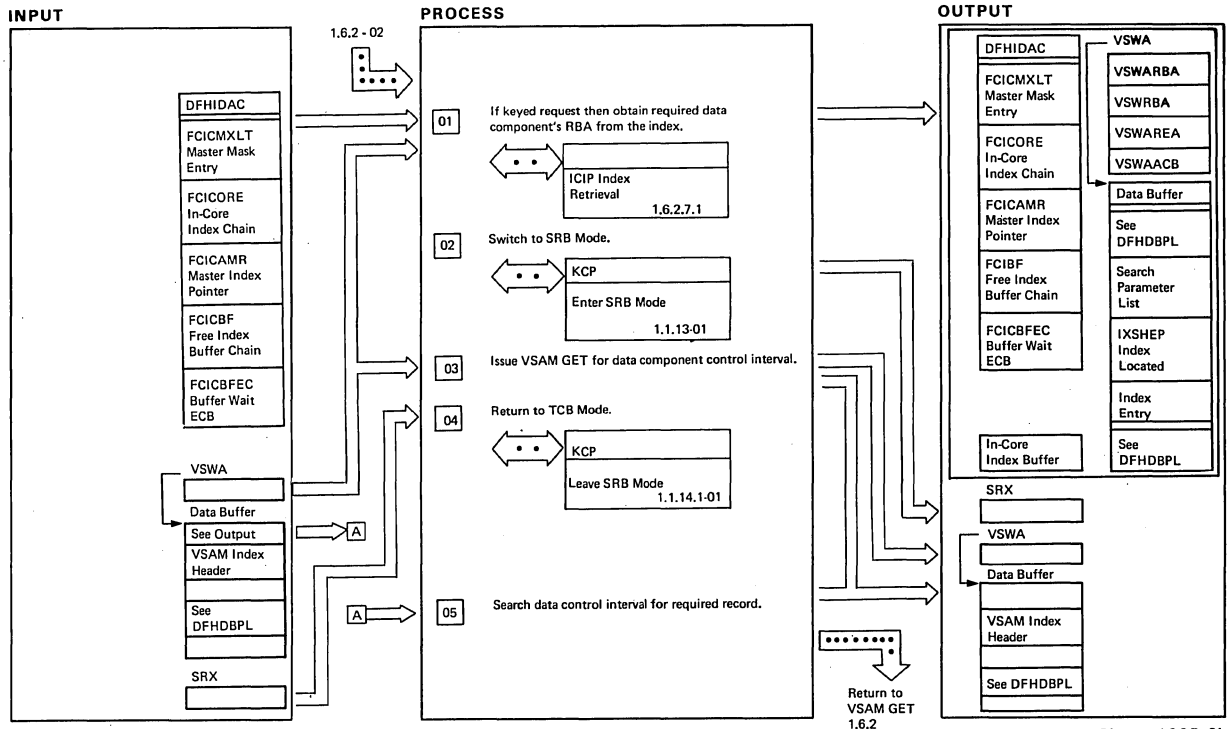 INPUT
DFHIDAC
FCICMXLT
Master Mask
Entry
FCICORE
In-Core
Index Chain
FCICAMR
Master Index
Pointer
FCICBF
Free Index
Buffer Chain
FCICBFEC
Buffer Wait
ECB
VSWA
Data Buffer
See Output
A
VSAM Index
Header
See
DFHDBPL
SRX
PROCESS
1.6.2 - 02
01
If keyed request then obtain required data
component's RBA from the index.
ICIP Index
Retrieval
1.6.2.7.1
02
Switch to SRB Mode.
KCP
Enter SRB Mode
1.1.13-01
03
Issue VSAM GET for data component control interval.
04
Return to TCB Mode.
KCP
Leave SRB Mode
1.1.14.1-01
A
05
Search data control interval for required record.
Return to
VSAM GET
1.6.2
OUTPUT
DFHIDAC
FCICMXLT
Master Mask
Entry
FCICORE
In-Core
Index Chain
FCICAMR
Master Index
Pointer
FCIBF
Free Index
Buffer Chain
FCICBFEC
Buffer Wait
ECB
In-Core
Index Buffer
VSWA
VSWARBA
VSWRBA
VSWAREA
VSWAACB
Data Buffer
See
DFHDBPL
Search
Parameter
List
IXSHEP
Index
Located
Index
Entry
See
DFHDBPL
SRX
VSWA
Data Buffer
VSAM Index
Header
See DFHDBPL